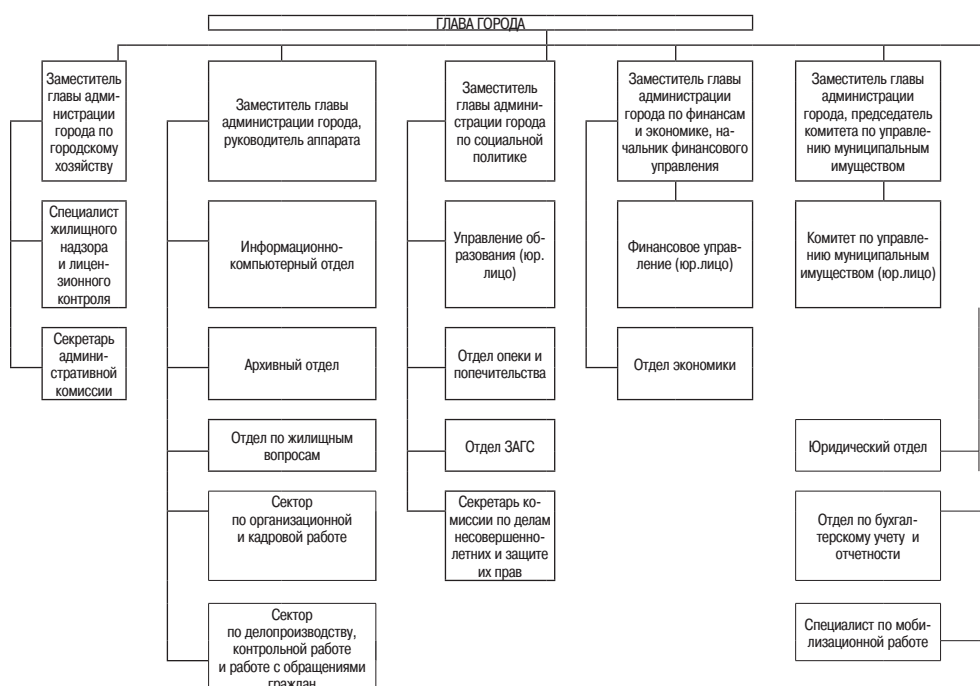 ГЛАВА ГОРОДА
Заместитель
главы адми-
нистрации
города по
городскому
хозяйству
Специалист
жилищного
надзора
и лицен-
зионного
контроля
Секретарь
админи-
стративной
комиссии
Заместитель главы
администрации города,
руководитель аппарата
Информационно-
компьютерный отдел
Архивный отдел
Отдел по жилищным
вопросам
Сектор
по организационной
и кадровой работе
Сектор
по делопроизводству,
контрольной работе
и работе с обращениями
граждан
Заместитель
главы админи-
страции города
по социальной
политике
Управление об-
разования (юр.
лицо)
Отдел опеки и
попечительства
Отдел ЗАГС
Секретарь ко-
миссии по делам
несовершенно-
летних и защите
их прав
Заместитель главы
администрации
города по финансам
и экономике, на-
чальник финансового
управления
Финансовое управ-
ление (юр.лицо)
Отдел экономики
Заместитель главы
администрации
города, председатель
комитета по управле-
нию муниципальным
имуществом
Комитет по управле-
нию муниципальным
имуществом (юр.лицо)
Юридический отдел
Отдел по бухгал-
терскому учету и
отчетности
Специалист по моби-
лизационной работе